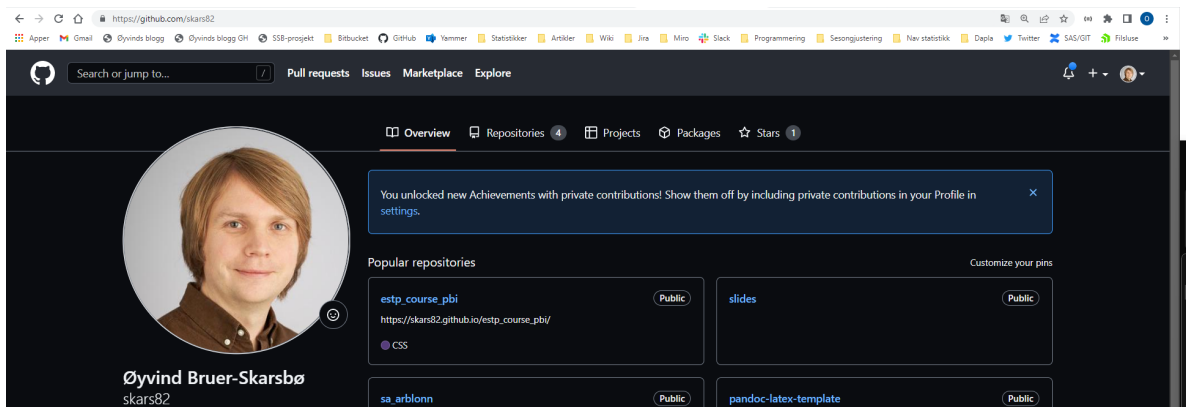 https://github.com/skars82
Apper Gmail Øyvinds blogg Øyvinds blogg GH SSB-prosjekt Bitbucket GitHub Yammer Statistikker Artikler Wiki Jira Miro Slack Programmering Sesongjustering Nav statistikk Dapla Twitter SAS/GIT Filsluse »
Search or jump to... / Pull requests Issues Marketplace Explore
Overview Repositories 4 Projects Packages Stars 1
You unlocked new Achievements with private contributions! Show them off by including private contributions in your Profile in
settings.
Popular repositories Customize your pins
estp_course_pbi Public slides Public
https://skars82.github.io/estp_course_pbi/
CSS
Øyvind Bruer-Skarsbø
skars82
sa_arblonn Public pandoc-latex-template Public